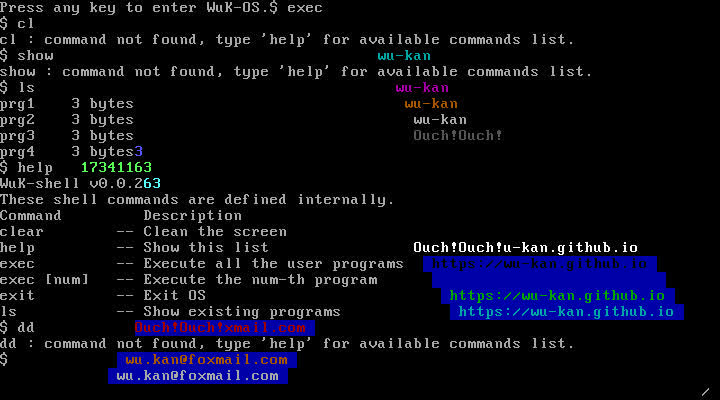 Press any key to enter WuK-OS.$ exec
$ cl
cl : command not found, type 'help' for available commands list.
$ show wu-kan
show : command not found, type 'help' for available commands list.
$ ls wu-kan
prg1 3 bytes wu-kan
prg2 3 bytes wu-kan
prg3 3 bytes Ouch!Ouch!
prg4 3 bytes3
$ help 17341163
WuK-shell v0.0.263
These shell commands are defined internally.
Command Description
clear -- Clean the screen
help -- Show this list Ouch!Ouch!u-kan.github.io
exec -- Execute all the user programs https://wu-kan.github.io
exec [num] -- Execute the num-th program
exit -- Exit OS https://wu-kan.github.io
ls -- Show existing programs https://wu-kan.github.io
$ dd Ouch!Ouch!xmail.com
dd : command not found, type 'help' for available commands list.
$ wu.kan@foxmail.com
wu.kan@foxmail.com
/